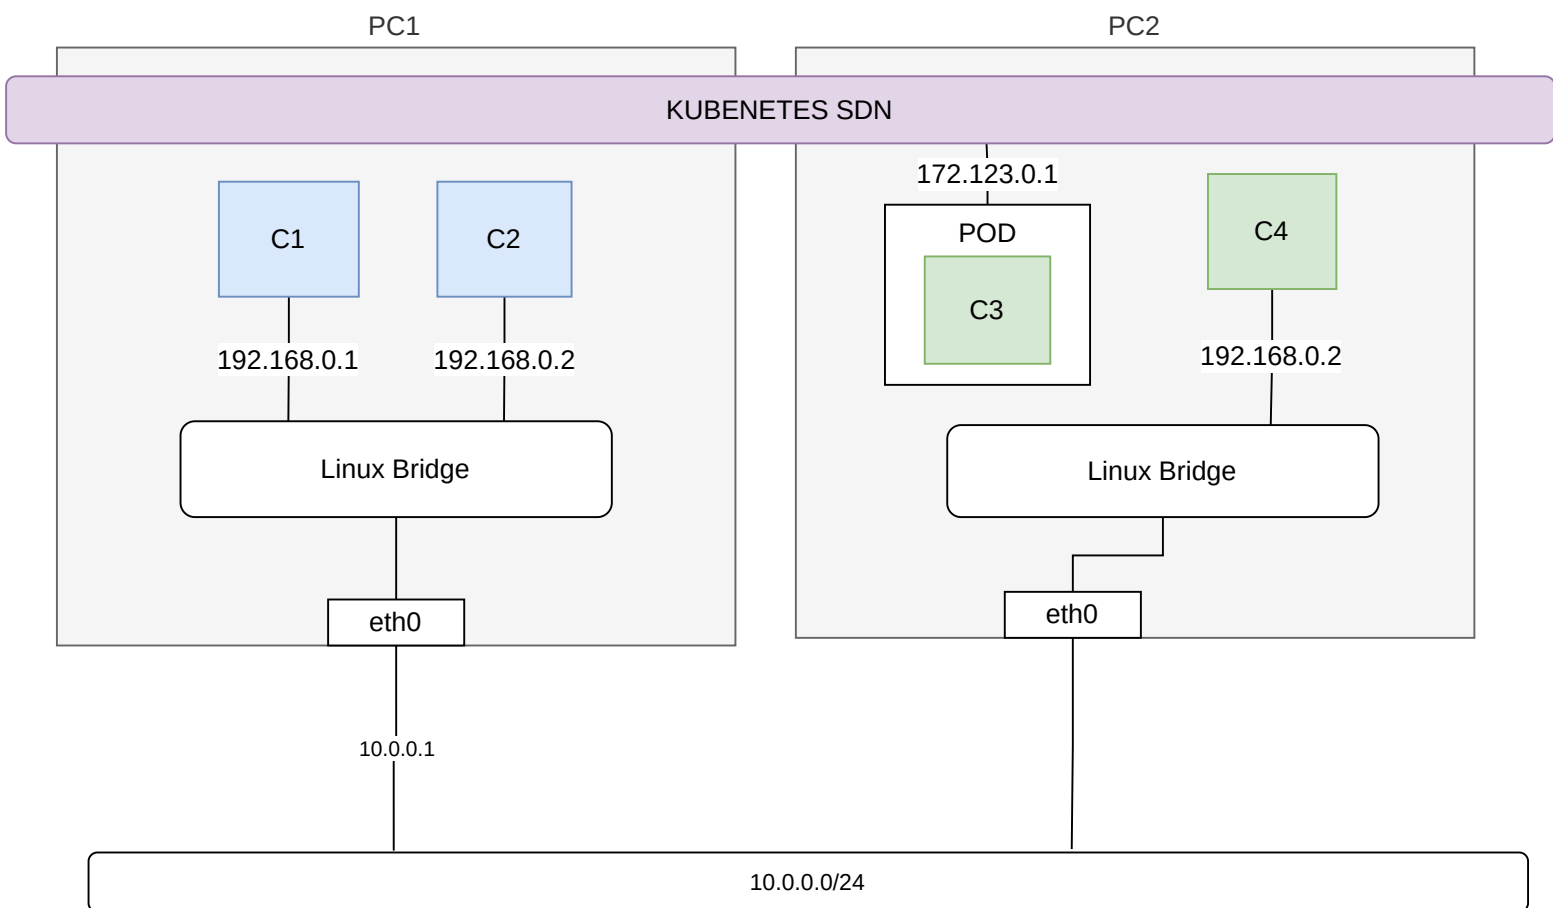 PC1
PC2
KUBENETES SDN
172.123.0.1
POD
C1
C2
C3
C4
192.168.0.1
192.168.0.2
192.168.0.2
Linux Bridge
Linux Bridge
eth0
eth0
10.0.0.1
10.0.0.0/24